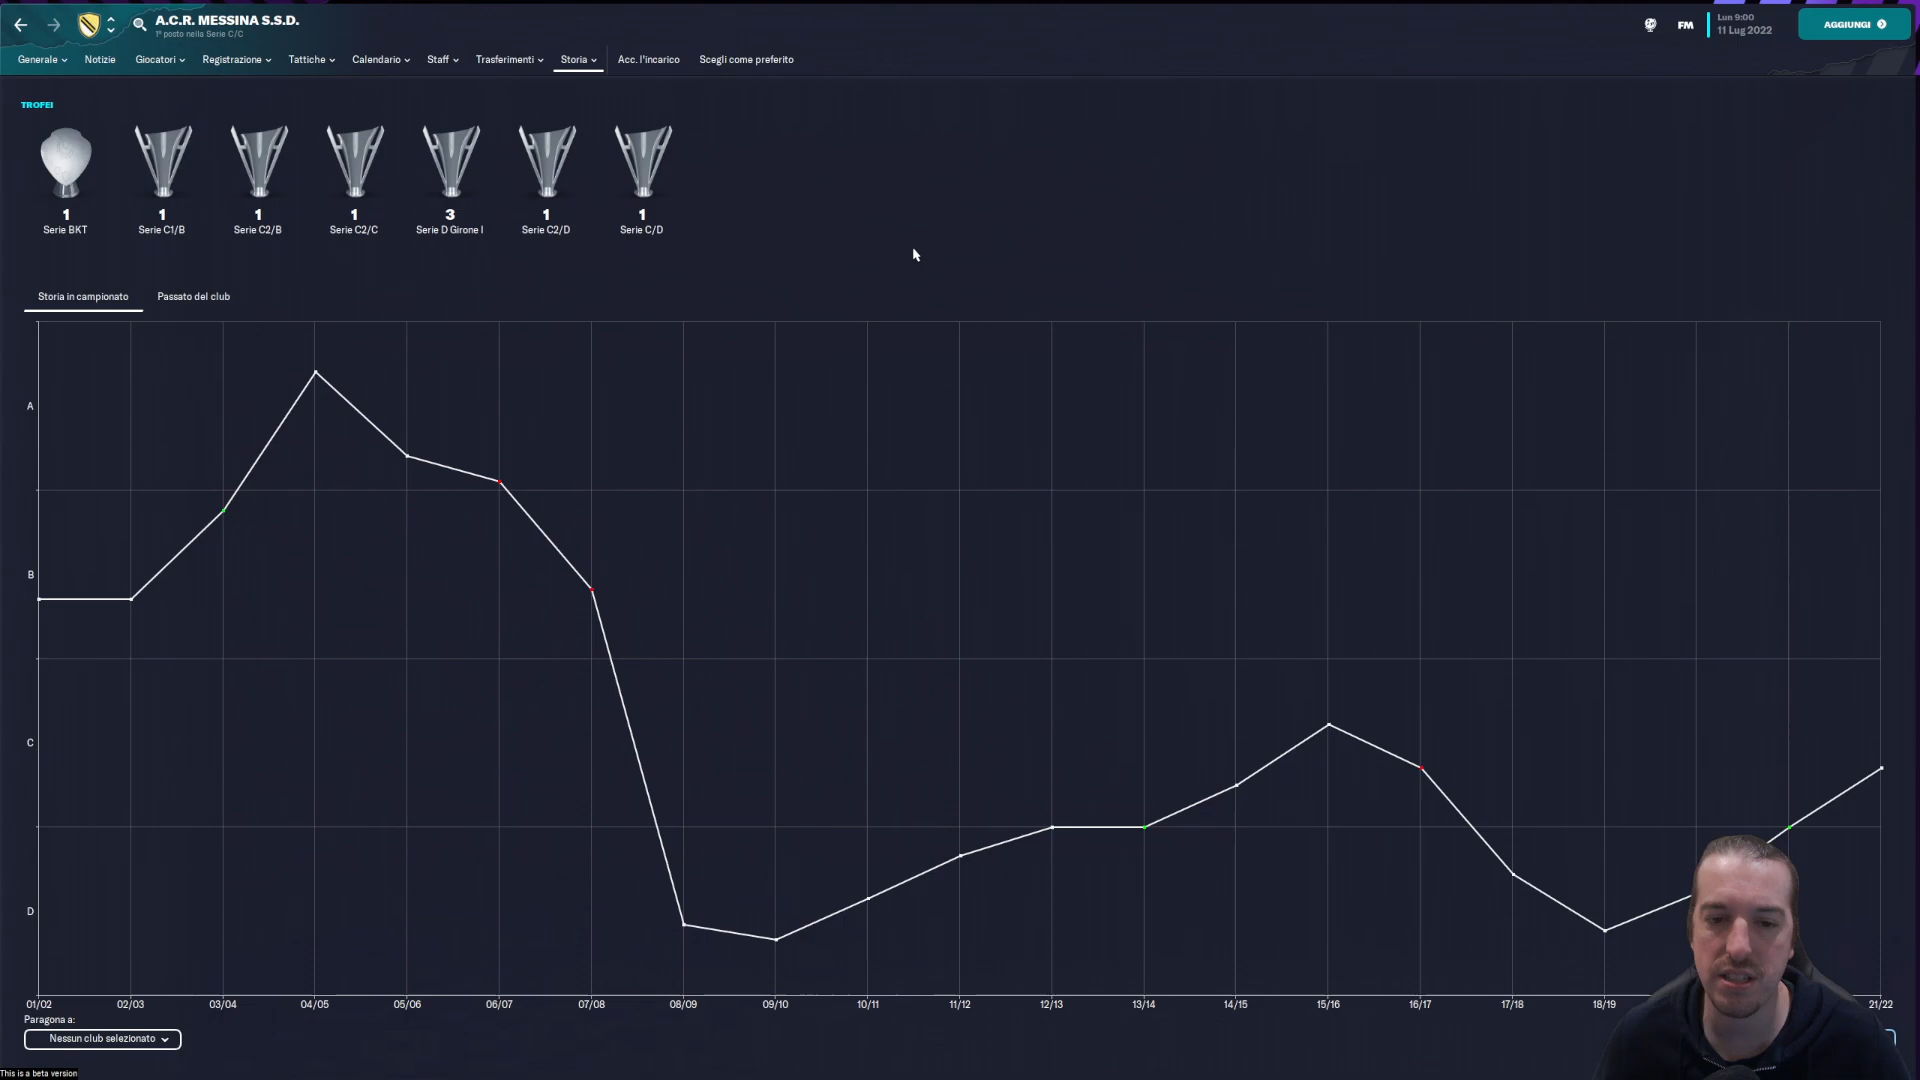 A.C.R. MESSINA S.S.D.
1° posto nella Serie C/C
FM
Lun 9:00
11 Lug 2022
AGGIUNGI
Generale
Notizie
Giocatori
Registrazione
Tattiche
Calendario
Staff
Trasferimenti
Storia
Acc. l'incarico
Scegli come preferito
TROFEI
1
1
1
1
3
1
1
Serie BKT
Serie C1/B
Serie C2/B
Serie C2/C
Serie D Girone I
Serie C2/D
Serie C/D
Storia in campionato
Passato del club
A
B
C
D
01/02
02/03
03/04
04/05
05/06
06/07
07/08
08/09
09/10
10/11
11/12
12/13
13/14
14/15
15/16
16/17
17/18
18/19
21/22
Paragona a:
Nessun club selezionato
This is a beta version